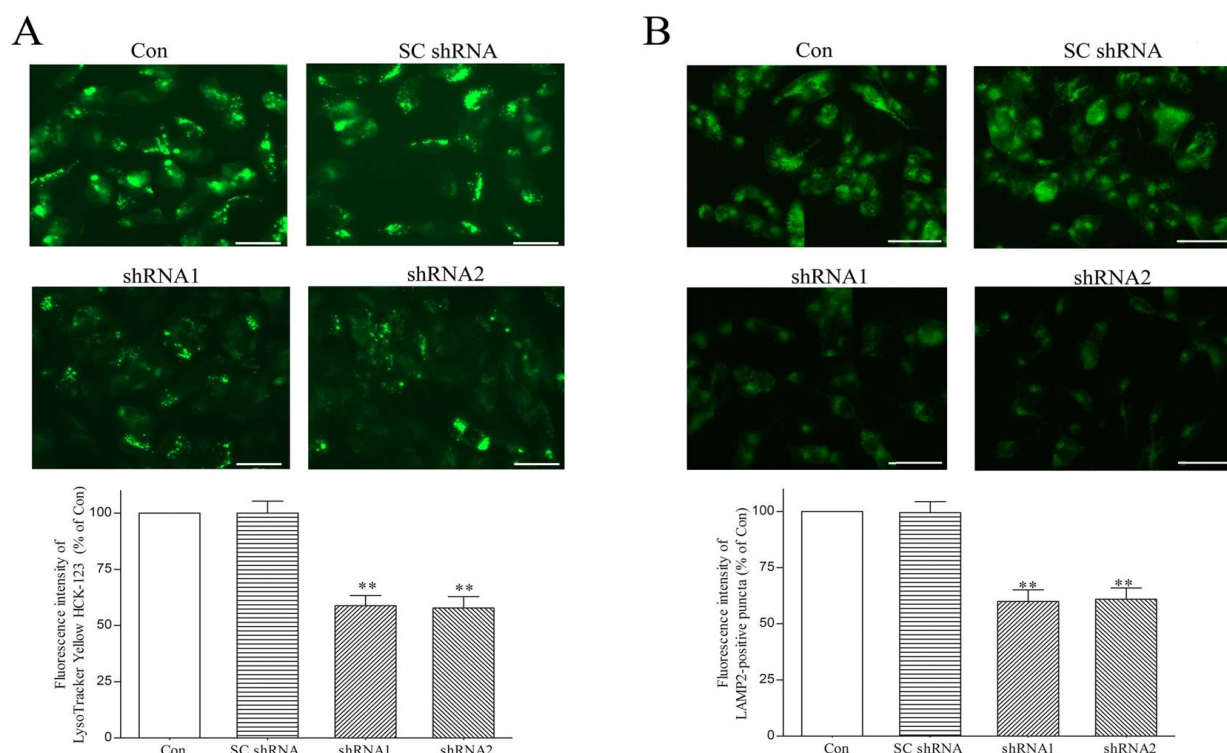 A
Con
SC shRNA
shRNA1
shRNA2
Fluorescence intensity of
LysoTracker Yellow HCK-123 (% of Con)
100
75
50
25
0
**
**
Con
SC shRNA
shRNA1
shRNA2
B
Con
SC shRNA
shRNA1
shRNA2
Fluorescence intensity of
LAMP2-positive puncta (% of Con)
100
75
50
25
0
**
**
Con
SC shRNA
shRNA1
shRNA2